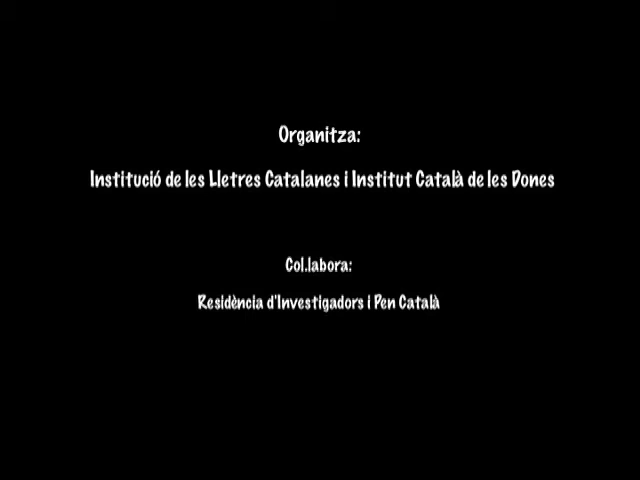 Organitza:
Institució de les Lletres Catalanes i Institut Català de les Dones
Col.labora:
Residència d'Investigadors i Pen Català